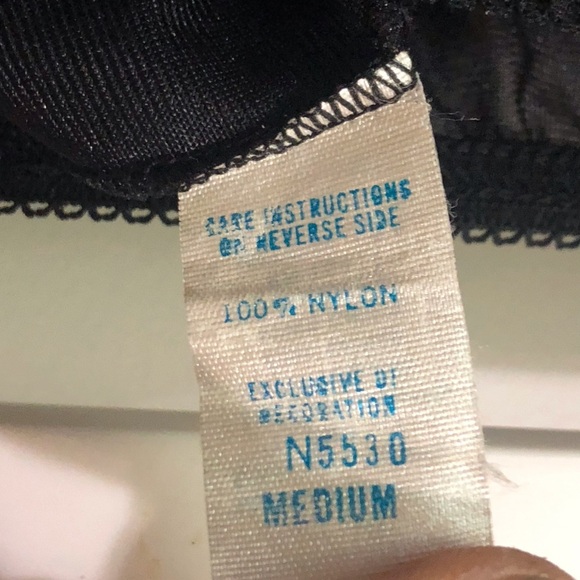 CARE INSTRUCTIONS
ON REVERSE SIDE
100% NYLON
EXCLUSIVE OF
DECORATION
N5530
MEDIUM